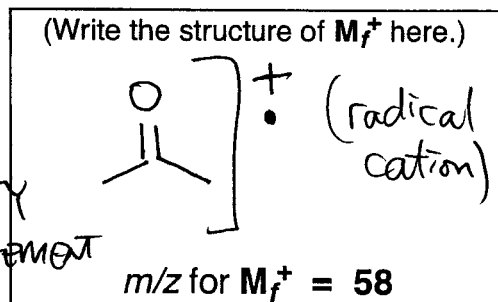 (Write the structure of M_f^+ here.)
O
+
•
(radical
cation)
m/z for M_f^+ = 58